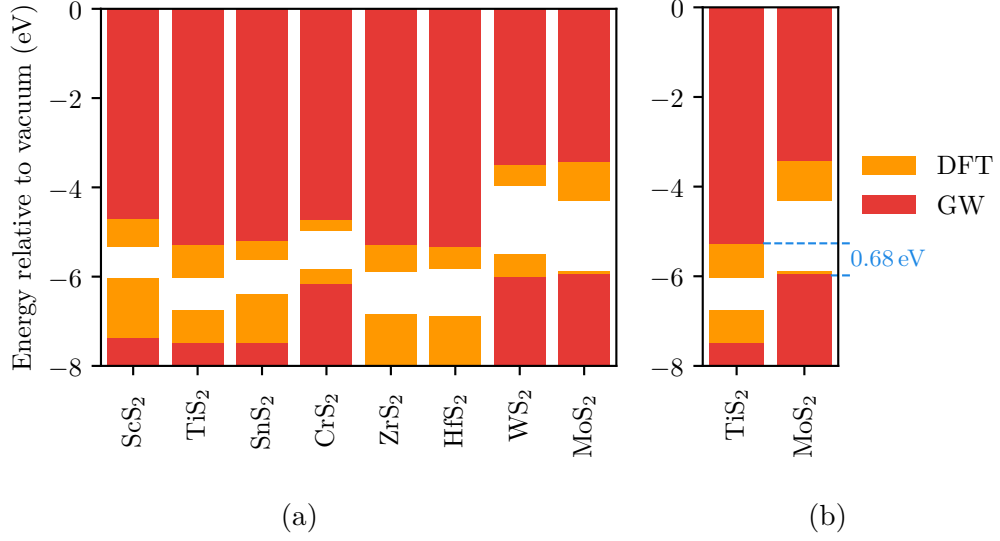 Energy relative to vacuum (eV)
0
−2
−4
−6
−8
ScS₂
TiS₂
SnS₂
CrS₂
ZrS₂
HfS₂
WS₂
MoS₂
(a)
0
−2
−4
−6
−8
0.68 eV
TiS₂
MoS₂
(b)
DFT
GW